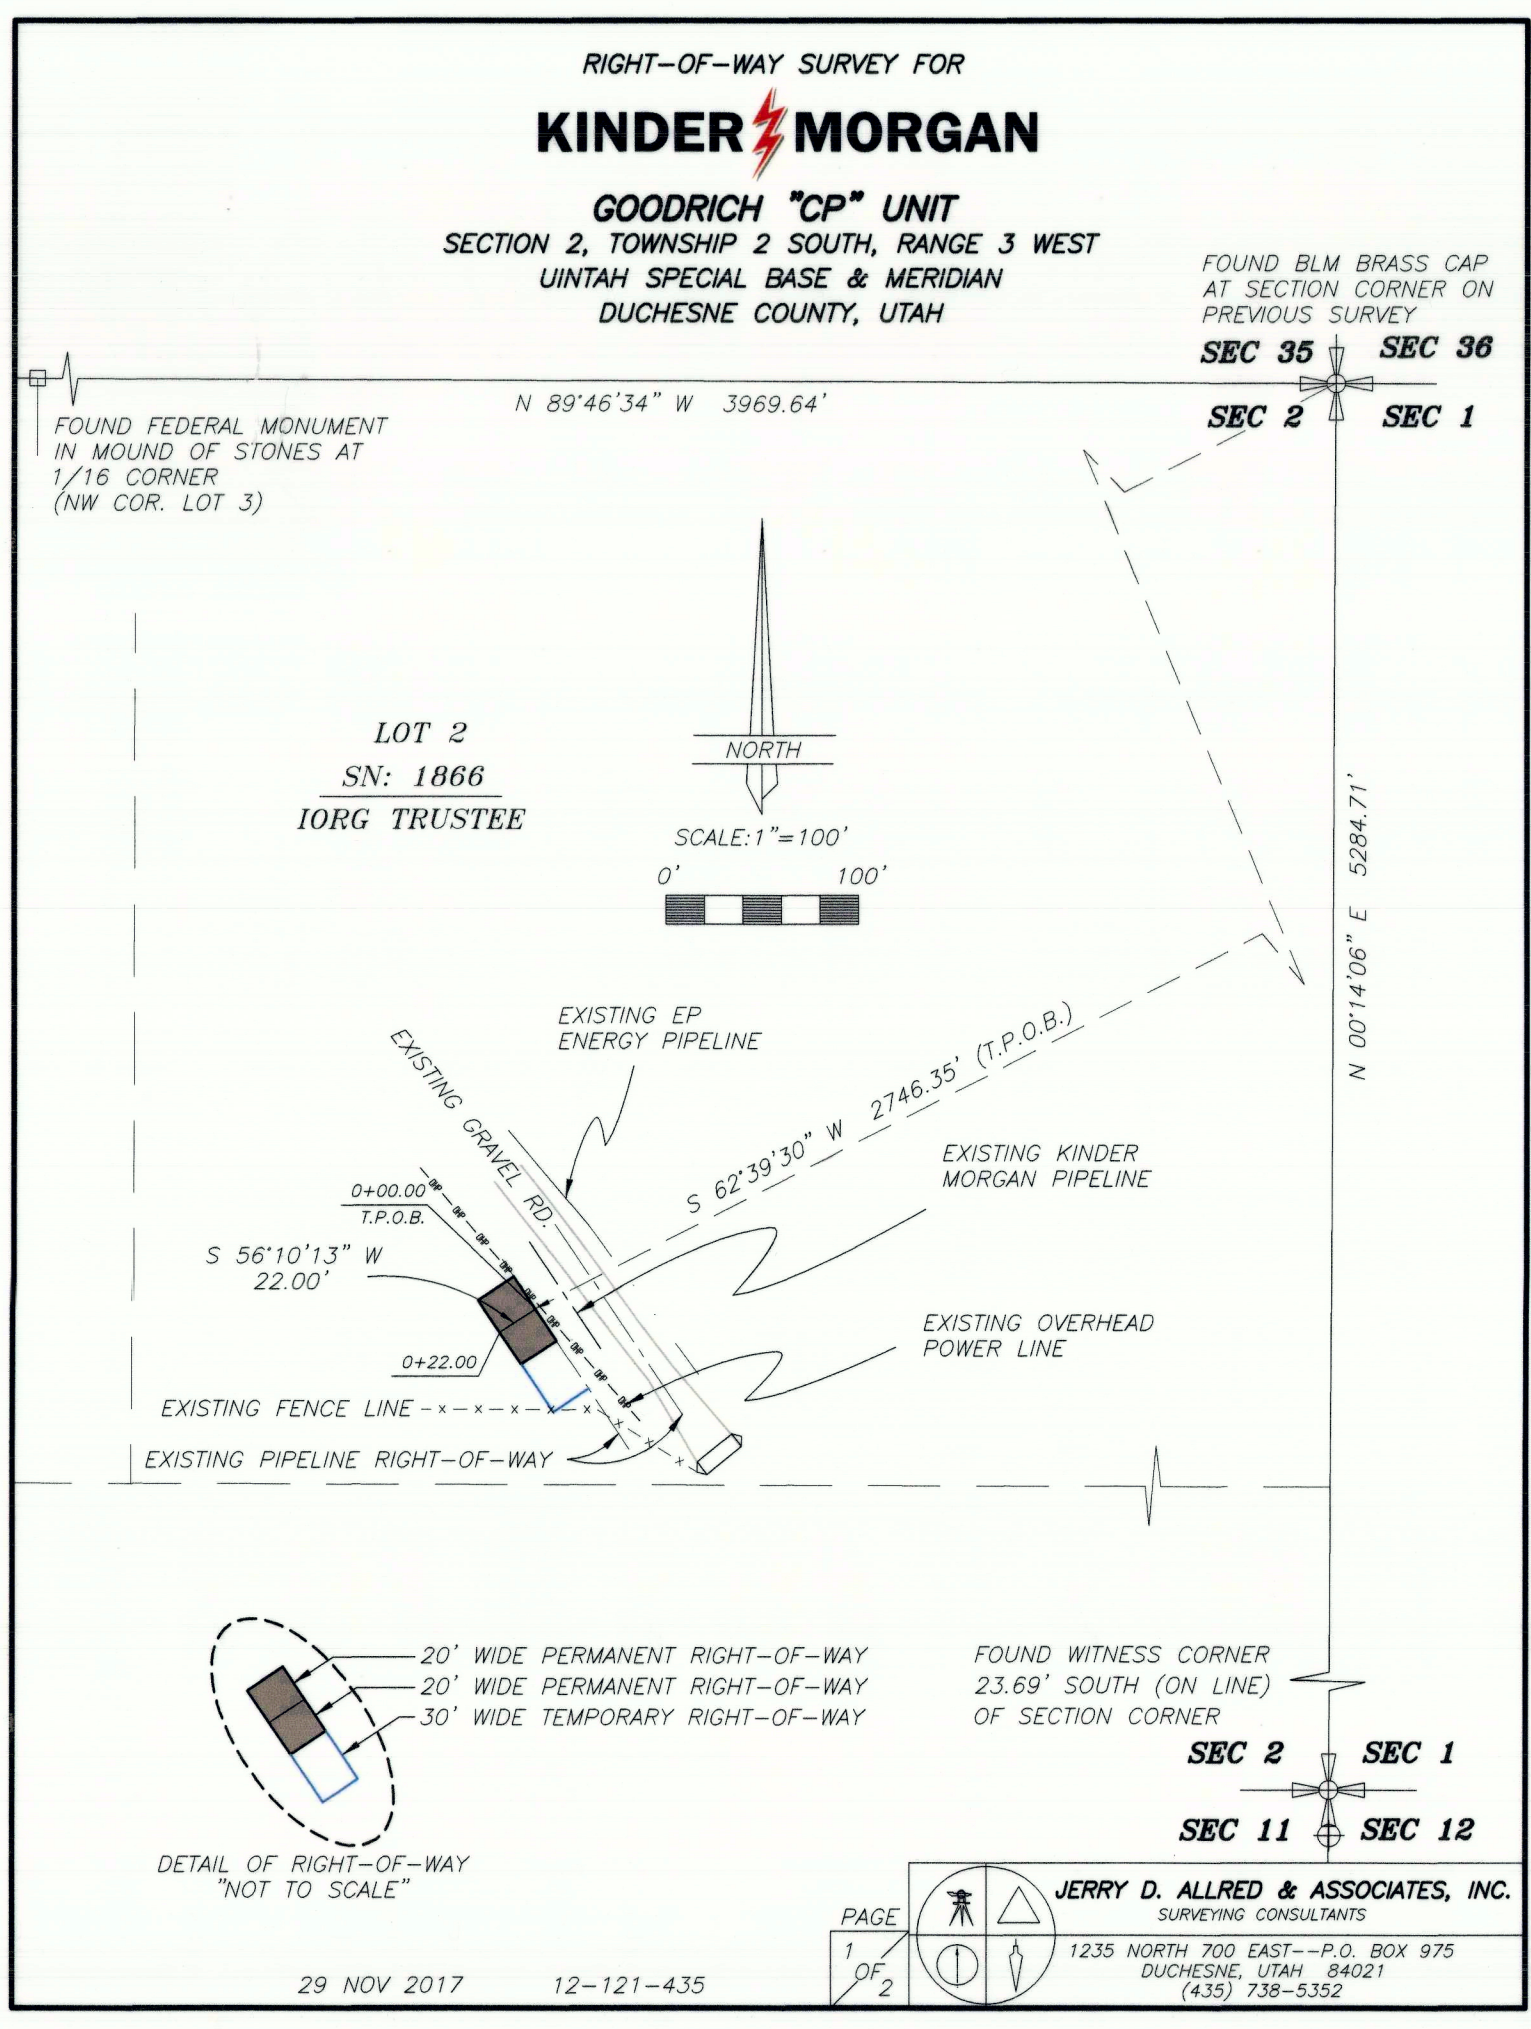 RIGHT-OF-WAY SURVEY FOR
KINDER MORGAN
GOODRICH "CP" UNIT
SECTION 2, TOWNSHIP 2 SOUTH, RANGE 3 WEST
UINTAH SPECIAL BASE & MERIDIAN
DUCHESNE COUNTY, UTAH
FOUND BLM BRASS CAP
AT SECTION CORNER ON
PREVIOUS SURVEY
SEC 35
SEC 36
SEC 2
SEC 1
N 89°46'34" W 3969.64'
FOUND FEDERAL MONUMENT
IN MOUND OF STONES AT
1/16 CORNER
(NW COR. LOT 3)
LOT 2
SN: 1866
IORG TRUSTEE
NORTH
SCALE:1"=100'
0'
100'
N 00°14'06" E 5284.71'
EXISTING EP
ENERGY PIPELINE
EXISTING GRAVEL RD.
S 62°39'30" W 2746.35' (T.P.O.B.)
EXISTING KINDER
MORGAN PIPELINE
0+00.00
T.P.O.B.
OHP
OHP
OHP
OHP
OHP
OHP
OHP
OHP
OHP
S 56°10'13" W
22.00'
EXISTING OVERHEAD
POWER LINE
0+22.00
EXISTING FENCE LINE
EXISTING PIPELINE RIGHT-OF-WAY
20' WIDE PERMANENT RIGHT-OF-WAY
20' WIDE PERMANENT RIGHT-OF-WAY
30' WIDE TEMPORARY RIGHT-OF-WAY
FOUND WITNESS CORNER
23.69' SOUTH (ON LINE)
OF SECTION CORNER
SEC 2
SEC 1
SEC 11
SEC 12
DETAIL OF RIGHT-OF-WAY
"NOT TO SCALE"
29 NOV 2017
12-121-435
PAGE
1
OF
2
JERRY D. ALLRED & ASSOCIATES, INC.
SURVEYING CONSULTANTS
1235 NORTH 700 EAST--P.O. BOX 975
DUCHESNE, UTAH 84021
(435) 738-5352